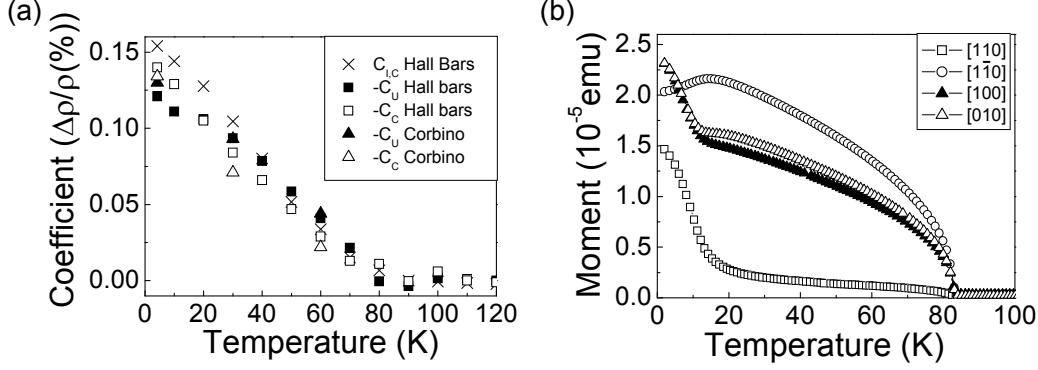 (a)
Coefficient (Δρ/ρ(%))
0.15
0.10
0.05
0.00
0 20 40 60 80 100 120
Temperature (K)
C_{I,C} Hall Bars
-C_U Hall bars
-C_C Hall bars
-C_U Corbino
-C_C Corbino
(b)
Moment (10^{-5}emu)
2.5
2.0
1.5
1.0
0.5
0.0
0 20 40 60 80 100
Temperature (K)
[110]
[11̅0]
[100]
[010]